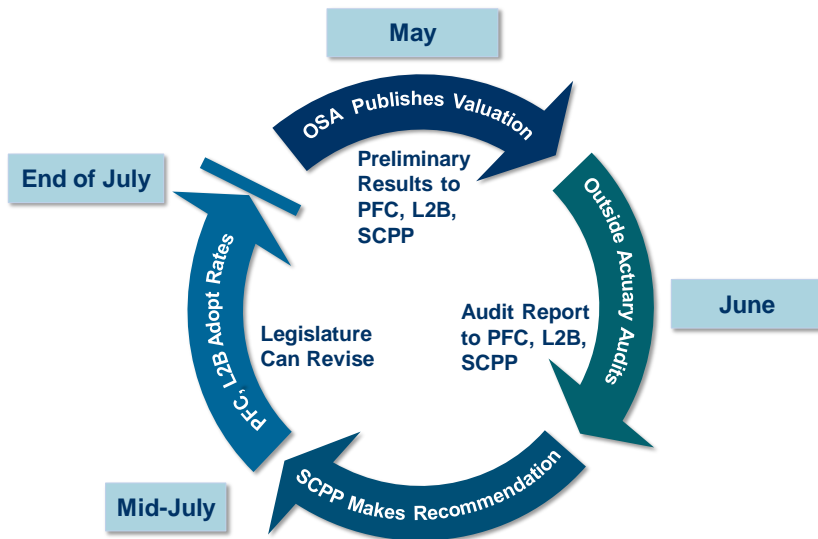 May
OSA Publishes Valuation
Preliminary
Results to
PFC, L2B,
SCPP
Outside Actuary Audits
June
Audit Report
to PFC, L2B,
SCPP
SCPP Makes Recommendation
Mid-July
PFC, L2B Adopt Rates
Legislature
Can Revise
End of July